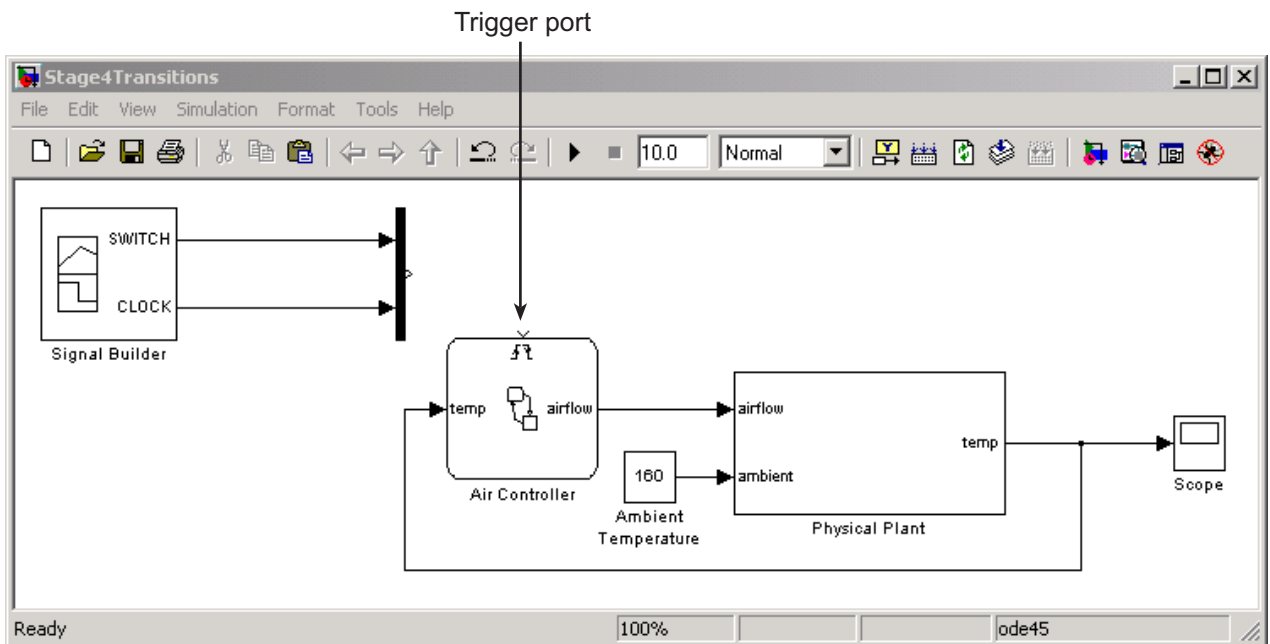 Trigger port
Stage4Transitions
File Edit View Simulation Format Tools Help
10.0 Normal
SWITCH
CLOCK
Signal Builder
temp airflow
Air Controller
160
Ambient
Temperature
airflow
temp
ambient
Physical Plant
Scope
Ready 100% ode45